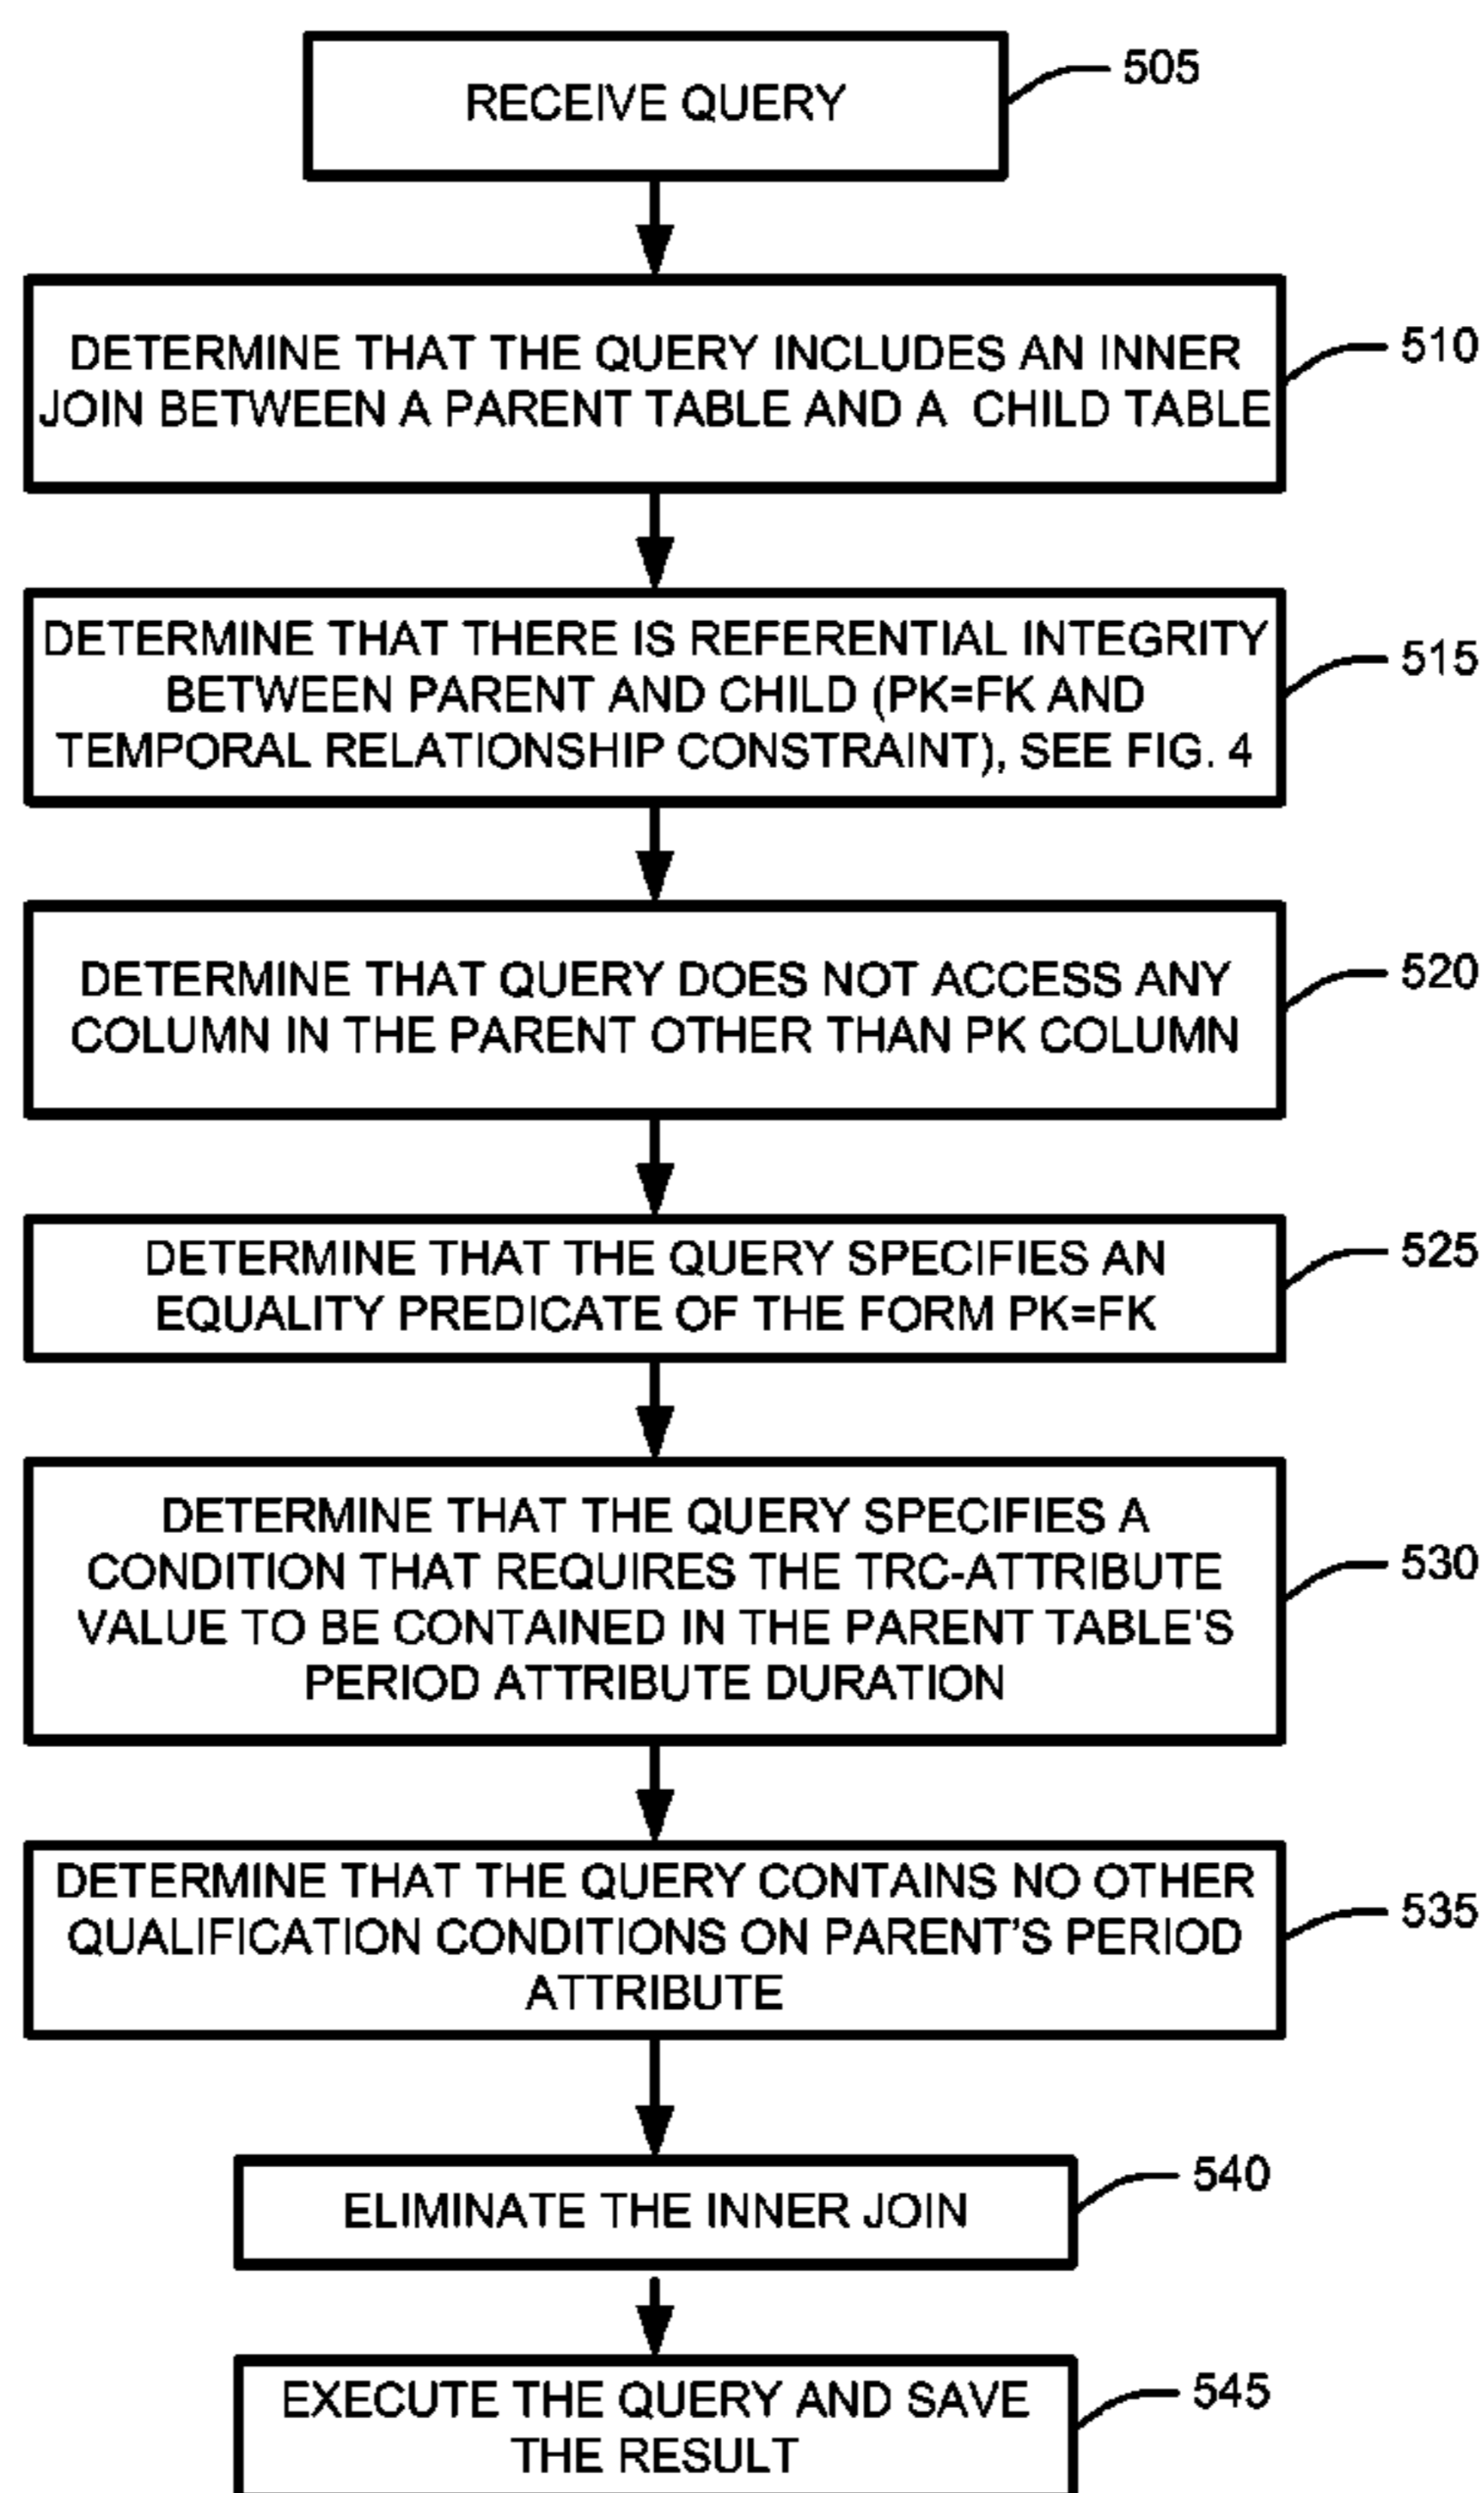 RECEIVE QUERY
505
DETERMINE THAT THE QUERY INCLUDES AN INNER
JOIN BETWEEN A PARENT TABLE AND A CHILD TABLE
510
DETERMINE THAT THERE IS REFERENTIAL INTEGRITY
BETWEEN PARENT AND CHILD (PK=FK AND
TEMPORAL RELATIONSHIP CONSTRAINT), SEE FIG. 4
515
DETERMINE THAT QUERY DOES NOT ACCESS ANY
COLUMN IN THE PARENT OTHER THAN PK COLUMN
520
DETERMINE THAT THE QUERY SPECIFIES AN
EQUALITY PREDICATE OF THE FORM PK=FK
525
DETERMINE THAT THE QUERY SPECIFIES A
CONDITION THAT REQUIRES THE TRC-ATTRIBUTE
VALUE TO BE CONTAINED IN THE PARENT TABLE'S
PERIOD ATTRIBUTE DURATION
530
DETERMINE THAT THE QUERY CONTAINS NO OTHER
QUALIFICATION CONDITIONS ON PARENT’S PERIOD
ATTRIBUTE
535
ELIMINATE THE INNER JOIN
540
EXECUTE THE QUERY AND SAVE
THE RESULT
545